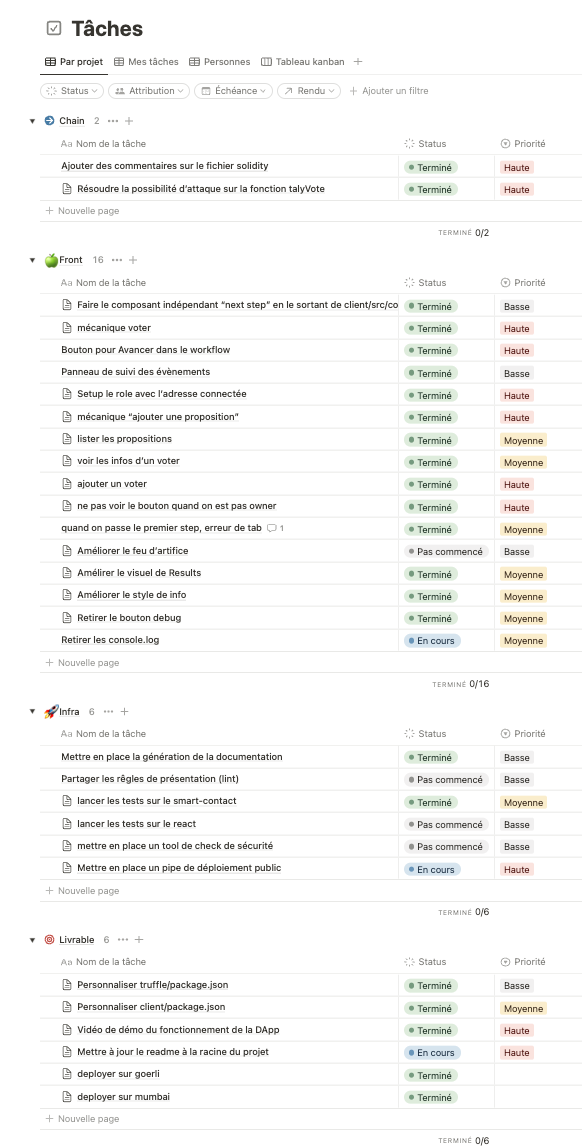 Tâches
Par projet Mes tâches Personnes Tableau kanban
Status Attribution Échéance Rendu Ajouter un filtre
Chain 2
Aa Nom de la tâche Status Priorité
Ajouter des commentaires sur le fichier solidity Terminé Haute
Résoudre la possibilité d'attaque sur la fonction talyVote Terminé Haute
Nouvelle page
TERMINÉ 0/2
Front 16
Aa Nom de la tâche Status Priorité
Faire le composant indépendant “next step” en le sortant de client/src/co Terminé Basse
mécanique voter Terminé Haute
Bouton pour Avancer dans le workflow Terminé Haute
Panneau de suivi des évènements Terminé Basse
Setup le role avec l'adresse connectée Terminé Haute
mécanique “ajouter une proposition” Terminé Haute
lister les propositions Terminé Moyenne
voir les infos d'un voter Terminé Moyenne
ajouter un voter Terminé Haute
ne pas voir le bouton quand on est pas owner Terminé Haute
quand on passe le premier step, erreur de tab 1 Terminé Moyenne
Améliorer le feu d'artifice Pas commencé Basse
Amélirer le visuel de Results Terminé Moyenne
Améliorer le style de info Terminé Moyenne
Retirer le bouton debug Terminé Moyenne
Retirer les console.log En cours Moyenne
Nouvelle page
TERMINÉ 0/16
Infra 6
Aa Nom de la tâche Status Priorité
Mettre en place la génération de la documentation Terminé Basse
Partager les rêgles de présentation (lint) Pas commencé Basse
lancer les tests sur le smart-contact Terminé Moyenne
lancer les tests sur le react Pas commencé Basse
mettre en place un tool de check de sécurité Pas commencé Basse
Mettre en place un pipe de déploiement public En cours Haute
Nouvelle page
TERMINÉ 0/6
Livrable 6
Aa Nom de la tâche Status Priorité
Personnaliser truffle/package.json Terminé Basse
Personnaliser client/package.json Terminé Moyenne
Vidéo de démo du fonctionnement de la DApp Terminé Haute
Mettre à jour le readme à la racine du projet En cours Haute
deployer sur goerli Terminé
deployer sur mumbai Terminé
Nouvelle page
TERMINÉ 0/6